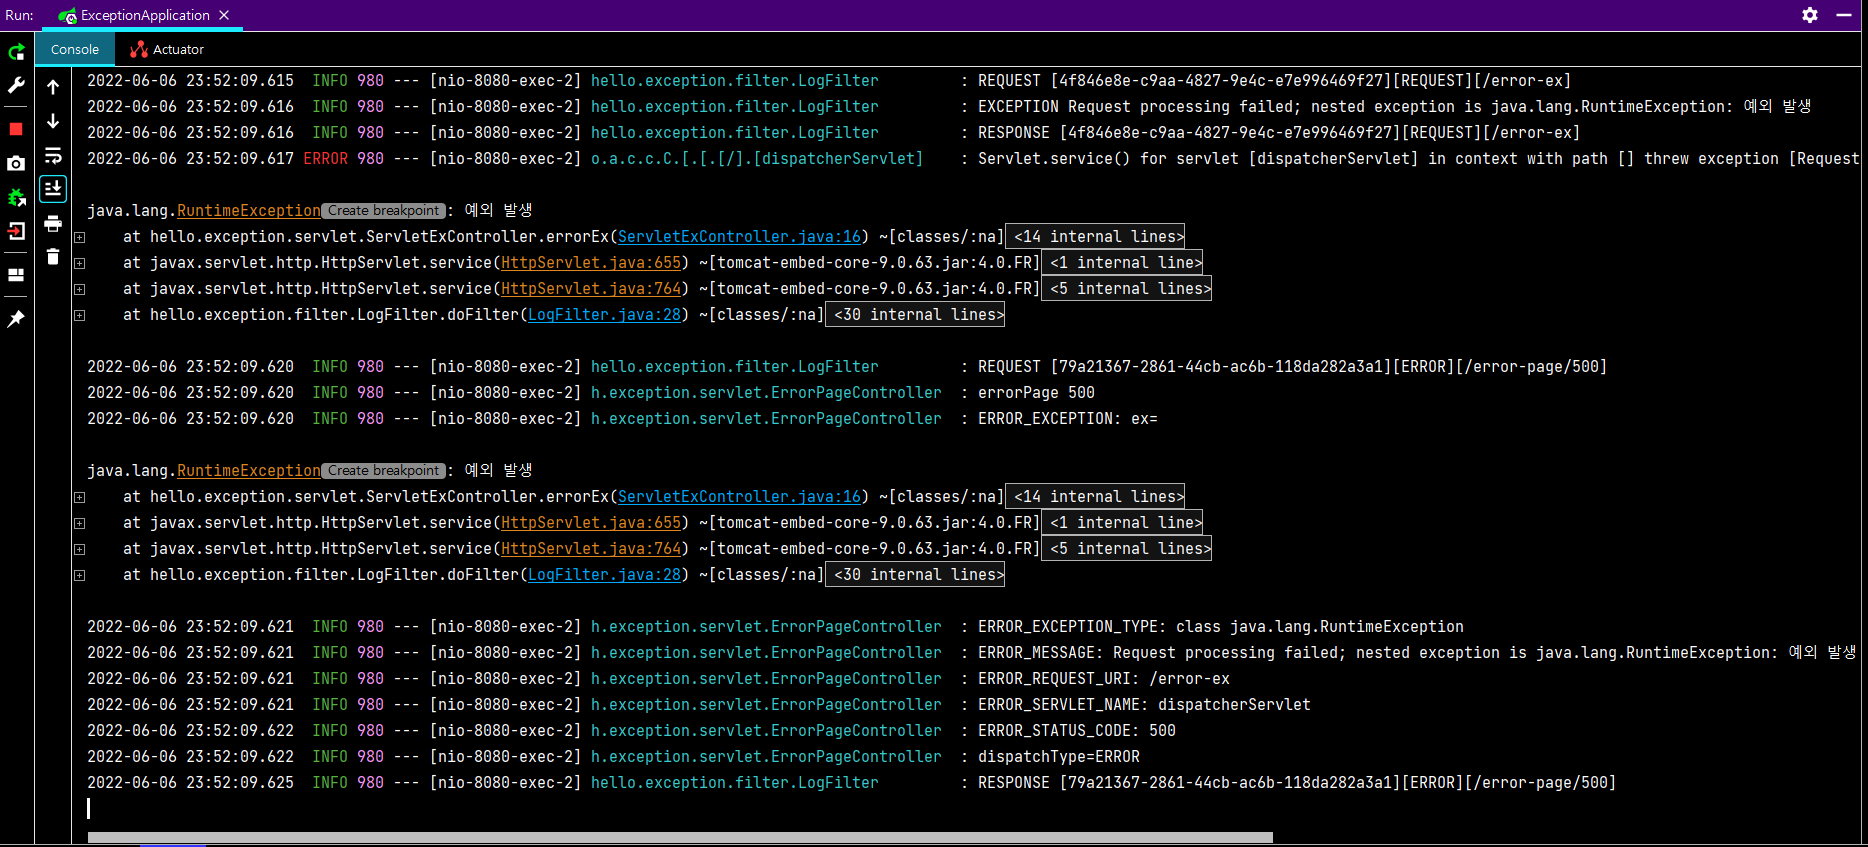 Run: ExceptionApplication
Console Actuator
2022-06-06 23:52:09.615  INFO 980 --- [nio-8080-exec-2] hello.exception.filter.LogFilter         : REQUEST [4f846e8e-c9aa-4827-9e4c-e7e996469f27][REQUEST][/error-ex]
2022-06-06 23:52:09.616  INFO 980 --- [nio-8080-exec-2] hello.exception.filter.LogFilter         : EXCEPTION Request processing failed; nested exception is java.lang.RuntimeException: 예외 발생
2022-06-06 23:52:09.616  INFO 980 --- [nio-8080-exec-2] hello.exception.filter.LogFilter         : RESPONSE [4f846e8e-c9aa-4827-9e4c-e7e996469f27][REQUEST][/error-ex]
2022-06-06 23:52:09.617 ERROR 980 --- [nio-8080-exec-2] o.a.c.c.C.[.[.[/].[dispatcherServlet]    : Servlet.service() for servlet [dispatcherServlet] in context with path [] threw exception [Request
java.lang.RuntimeException Create breakpoint : 예외 발생
at hello.exception.servlet.ServletExController.errorEx(ServletExController.java:16) ~[classes/:na] <14 internal lines>
at javax.servlet.http.HttpServlet.service(HttpServlet.java:655) ~[tomcat-embed-core-9.0.63.jar:4.0.FR] <1 internal line>
at javax.servlet.http.HttpServlet.service(HttpServlet.java:764) ~[tomcat-embed-core-9.0.63.jar:4.0.FR] <5 internal lines>
at hello.exception.filter.LogFilter.doFilter(LogFilter.java:28) ~[classes/:na] <30 internal lines>
2022-06-06 23:52:09.620  INFO 980 --- [nio-8080-exec-2] hello.exception.filter.LogFilter         : REQUEST [79a21367-2861-44cb-ac6b-118da282a3a1][ERROR][/error-page/500]
2022-06-06 23:52:09.620  INFO 980 --- [nio-8080-exec-2] h.exception.servlet.ErrorPageController  : errorPage 500
2022-06-06 23:52:09.620  INFO 980 --- [nio-8080-exec-2] h.exception.servlet.ErrorPageController  : ERROR_EXCEPTION: ex=
java.lang.RuntimeException Create breakpoint : 예외 발생
at hello.exception.servlet.ServletExController.errorEx(ServletExController.java:16) ~[classes/:na] <14 internal lines>
at javax.servlet.http.HttpServlet.service(HttpServlet.java:655) ~[tomcat-embed-core-9.0.63.jar:4.0.FR] <1 internal line>
at javax.servlet.http.HttpServlet.service(HttpServlet.java:764) ~[tomcat-embed-core-9.0.63.jar:4.0.FR] <5 internal lines>
at hello.exception.filter.LogFilter.doFilter(LogFilter.java:28) ~[classes/:na] <30 internal lines>
2022-06-06 23:52:09.621  INFO 980 --- [nio-8080-exec-2] h.exception.servlet.ErrorPageController  : ERROR_EXCEPTION_TYPE: class java.lang.RuntimeException
2022-06-06 23:52:09.621  INFO 980 --- [nio-8080-exec-2] h.exception.servlet.ErrorPageController  : ERROR_MESSAGE: Request processing failed; nested exception is java.lang.RuntimeException: 예외 발생
2022-06-06 23:52:09.621  INFO 980 --- [nio-8080-exec-2] h.exception.servlet.ErrorPageController  : ERROR_REQUEST_URI: /error-ex
2022-06-06 23:52:09.621  INFO 980 --- [nio-8080-exec-2] h.exception.servlet.ErrorPageController  : ERROR_SERVLET_NAME: dispatcherServlet
2022-06-06 23:52:09.622  INFO 980 --- [nio-8080-exec-2] h.exception.servlet.ErrorPageController  : ERROR_STATUS_CODE: 500
2022-06-06 23:52:09.622  INFO 980 --- [nio-8080-exec-2] h.exception.servlet.ErrorPageController  : dispatchType=ERROR
2022-06-06 23:52:09.625  INFO 980 --- [nio-8080-exec-2] hello.exception.filter.LogFilter         : RESPONSE [79a21367-2861-44cb-ac6b-118da282a3a1][ERROR][/error-page/500]